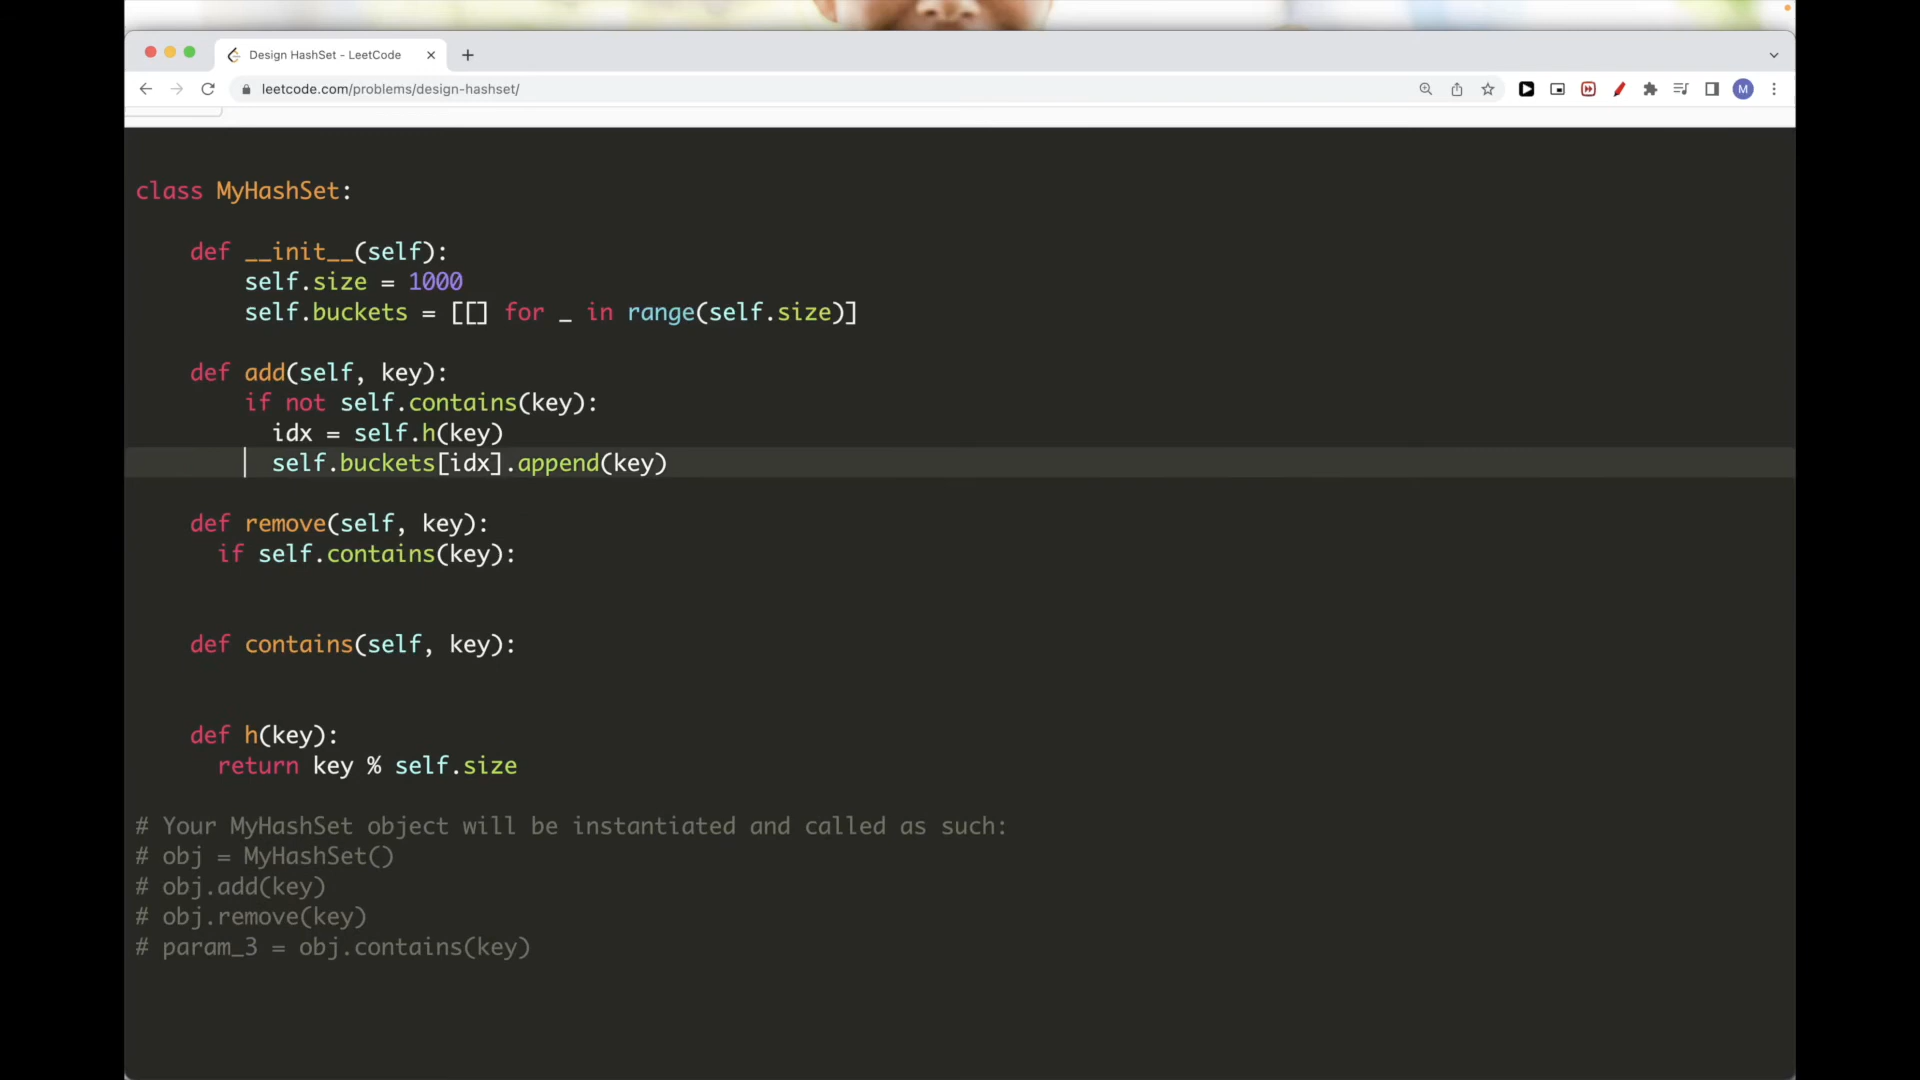 Design HashSet - LeetCode
leetcode.com/problems/design-hashset/
M
class MyHashSet:
def __init__(self):
self.size = 1000
self.buckets = [[] for _ in range(self.size)]
def add(self, key):
if not self.contains(key):
idx = self.h(key)
self.buckets[idx].append(key)
def remove(self, key):
if self.contains(key):
def contains(self, key):
def h(key):
return key % self.size
# Your MyHashSet object will be instantiated and called as such:
# obj = MyHashSet()
# obj.add(key)
# obj.remove(key)
# param_3 = obj.contains(key)